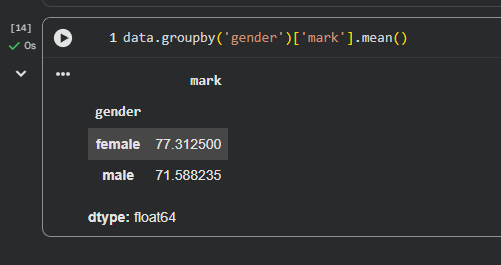 [14]
0s
1 data.groupby('gender')['mark'].mean()
mark
gender
female 77.312500
male 71.588235
dtype: float64